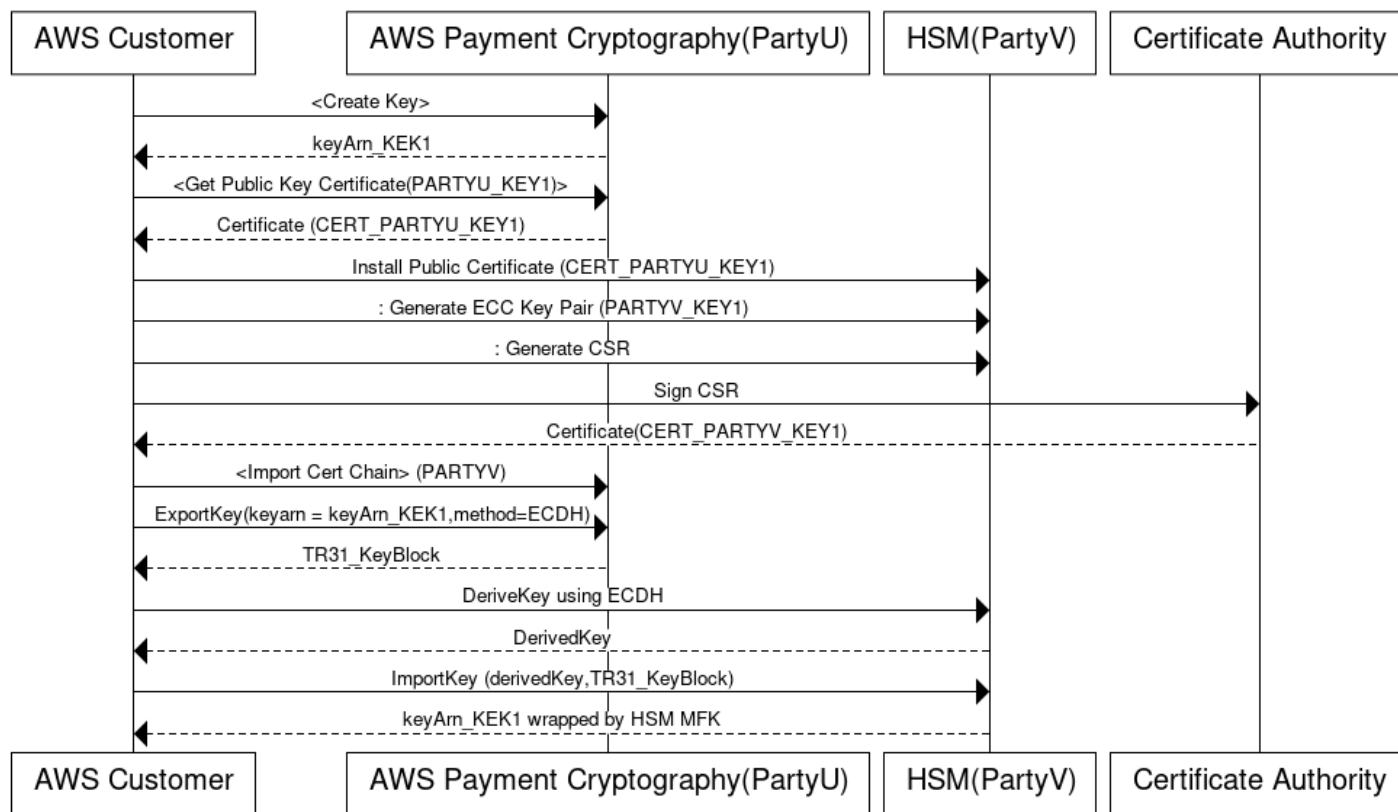 AWS Customer
AWS Payment Cryptography(PartyU)
HSM(PartyV)
Certificate Authority
<Create Key>
keyArn_KEK1
<Get Public Key Certificate(PARTYU_KEY1)>
Certificate (CERT_PARTYU_KEY1)
Install Public Certificate (CERT_PARTYU_KEY1)
: Generate ECC Key Pair (PARTYV_KEY1)
: Generate CSR
Sign CSR
Certificate(CERT_PARTYV_KEY1)
<Import Cert Chain> (PARTYV)
ExportKey(keyarn = keyArn_KEK1,method=ECDH)
TR31_KeyBlock
DeriveKey using ECDH
DerivedKey
ImportKey (derivedKey,TR31_KeyBlock)
keyArn_KEK1 wrapped by HSM MFK
AWS Customer
AWS Payment Cryptography(PartyU)
HSM(PartyV)
Certificate Authority